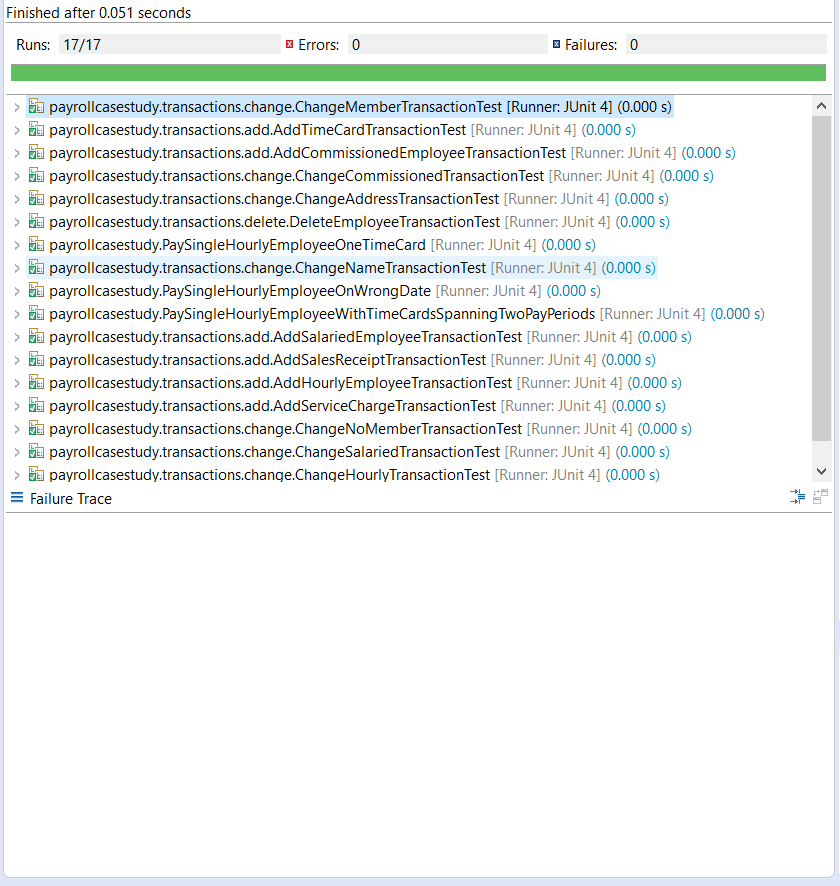 Finished after 0.051 seconds
Runs: 17/17 Errors: 0 Failures: 0
payrollcasestudy.transactions.change.ChangeMemberTransactionTest [Runner: JUnit 4] (0.000 s)
payrollcasestudy.transactions.add.AddTimeCardTransactionTest [Runner: JUnit 4] (0.000 s)
payrollcasestudy.transactions.add.AddCommissionedEmployeeTransactionTest [Runner: JUnit 4] (0.000 s)
payrollcasestudy.transactions.change.ChangeCommissionedTransactionTest [Runner: JUnit 4] (0.000 s)
payrollcasestudy.transactions.change.ChangeAddressTransactionTest [Runner: JUnit 4] (0.000 s)
payrollcasestudy.transactions.delete.DeleteEmployeeTransactionTest [Runner: JUnit 4] (0.000 s)
payrollcasestudy.PaySingleHourlyEmployeeOneTimeCard [Runner: JUnit 4] (0.000 s)
payrollcasestudy.transactions.change.ChangeNameTransactionTest [Runner: JUnit 4] (0.000 s)
payrollcasestudy.PaySingleHourlyEmployeeOnWrongDate [Runner: JUnit 4] (0.000 s)
payrollcasestudy.PaySingleHourlyEmployeeWithTimeCardsSpanningTwoPayPeriods [Runner: JUnit 4] (0.000 s)
payrollcasestudy.transactions.add.AddSalariedEmployeeTransactionTest [Runner: JUnit 4] (0.000 s)
payrollcasestudy.transactions.add.AddSalesReceiptTransactionTest [Runner: JUnit 4] (0.000 s)
payrollcasestudy.transactions.add.AddHourlyEmployeeTransactionTest [Runner: JUnit 4] (0.000 s)
payrollcasestudy.transactions.add.AddServiceChargeTransactionTest [Runner: JUnit 4] (0.000 s)
payrollcasestudy.transactions.change.ChangeNoMemberTransactionTest [Runner: JUnit 4] (0.000 s)
payrollcasestudy.transactions.change.ChangeSalariedTransactionTest [Runner: JUnit 4] (0.000 s)
payrollcasestudy.transactions.change.ChangeHourlyTransactionTest [Runner: JUnit 4] (0.000 s)
Failure Trace